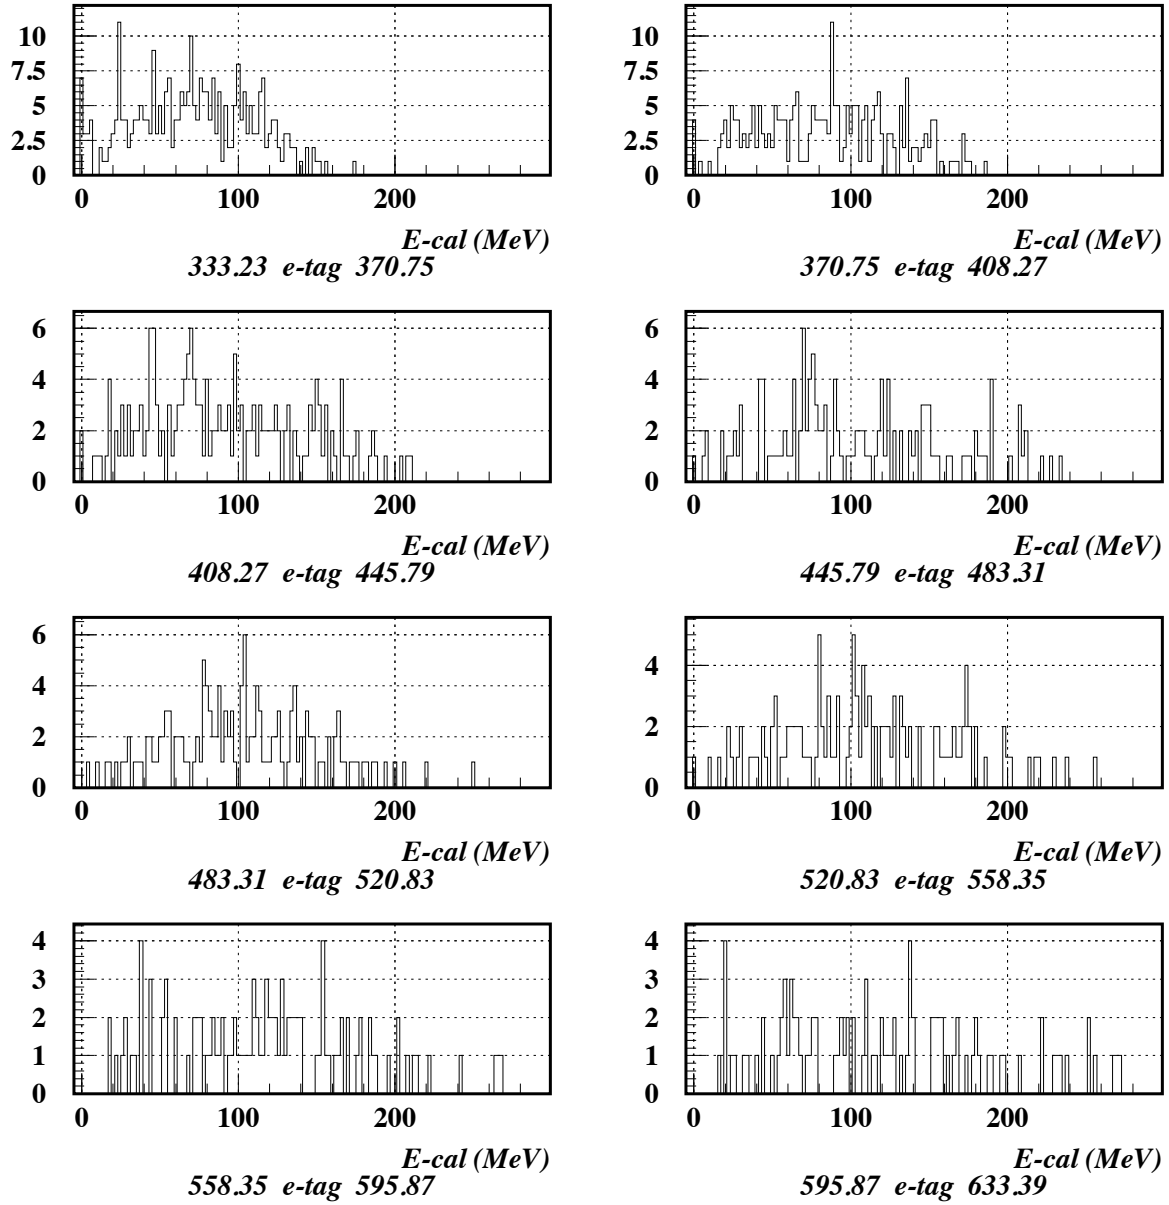 10
7.5
5
2.5
0
0 100 200
E-cal (MeV)
333.23 e-tag 370.75
10
7.5
5
2.5
0
0 100 200
E-cal (MeV)
370.75 e-tag 408.27
6
4
2
0
0 100 200
E-cal (MeV)
408.27 e-tag 445.79
6
4
2
0
0 100 200
E-cal (MeV)
445.79 e-tag 483.31
6
4
2
0
0 100 200
E-cal (MeV)
483.31 e-tag 520.83
4
2
0
0 100 200
E-cal (MeV)
520.83 e-tag 558.35
4
3
2
1
0
0 100 200
E-cal (MeV)
558.35 e-tag 595.87
4
3
2
1
0
0 100 200
E-cal (MeV)
595.87 e-tag 633.39